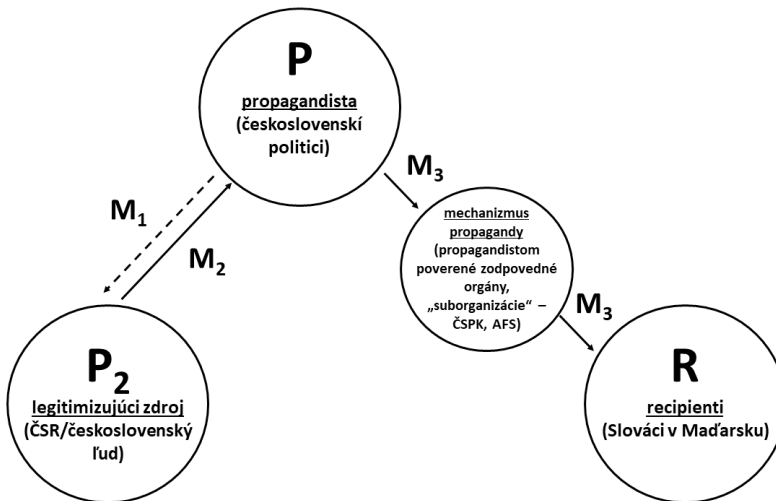 P
propagandista
(československí
politici)
M₃
M₁
M₂
mechanizmus
propagandy
(propagandistom
poverené zodpovedné
orgány,
„suborganizácie“ –
ČSPK, AFS)
M₃
P₂
legitimizujúci zdroj
(ČSR/československý
ľud)
R
recipienti
(Slováci v Maďarsku)